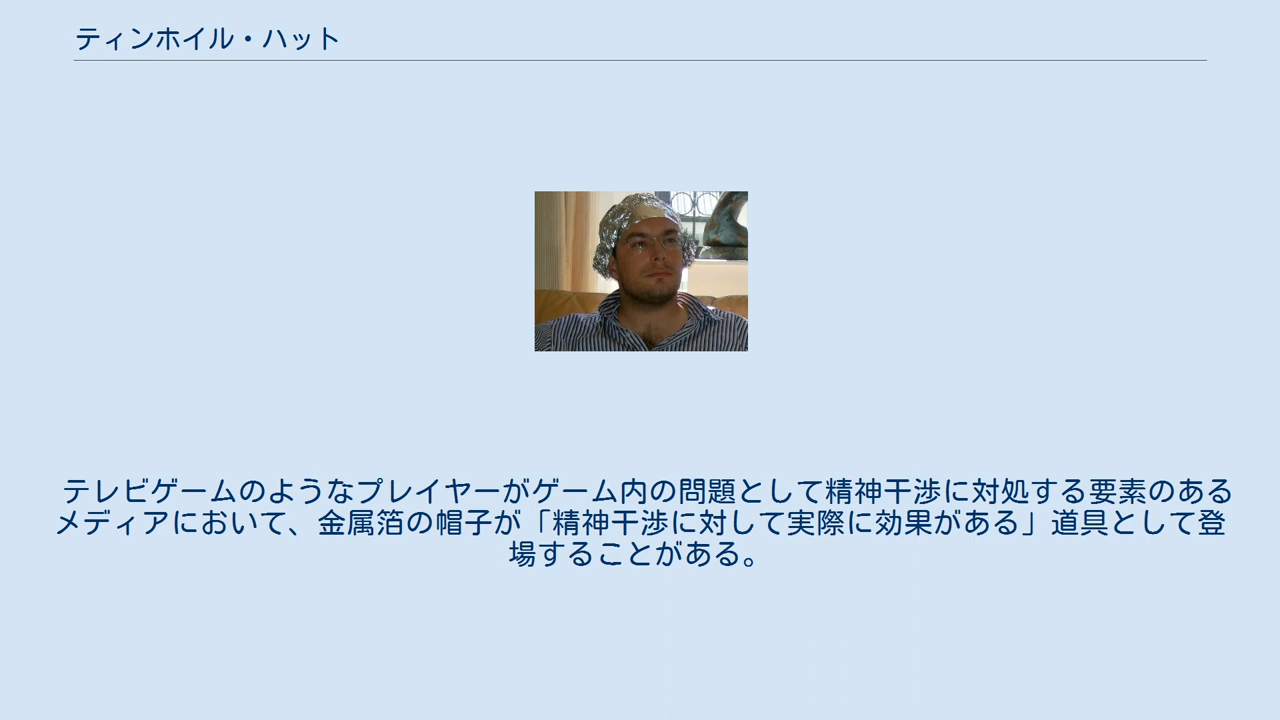 ティンホイル・ハット
テレビゲームのようなプレイヤーがゲーム内の問題として精神干渉に対処する要素のある
メディアにおいて、金属箔の帽子が「精神干渉に対して実際に効果がある」道具として登
場することがある。